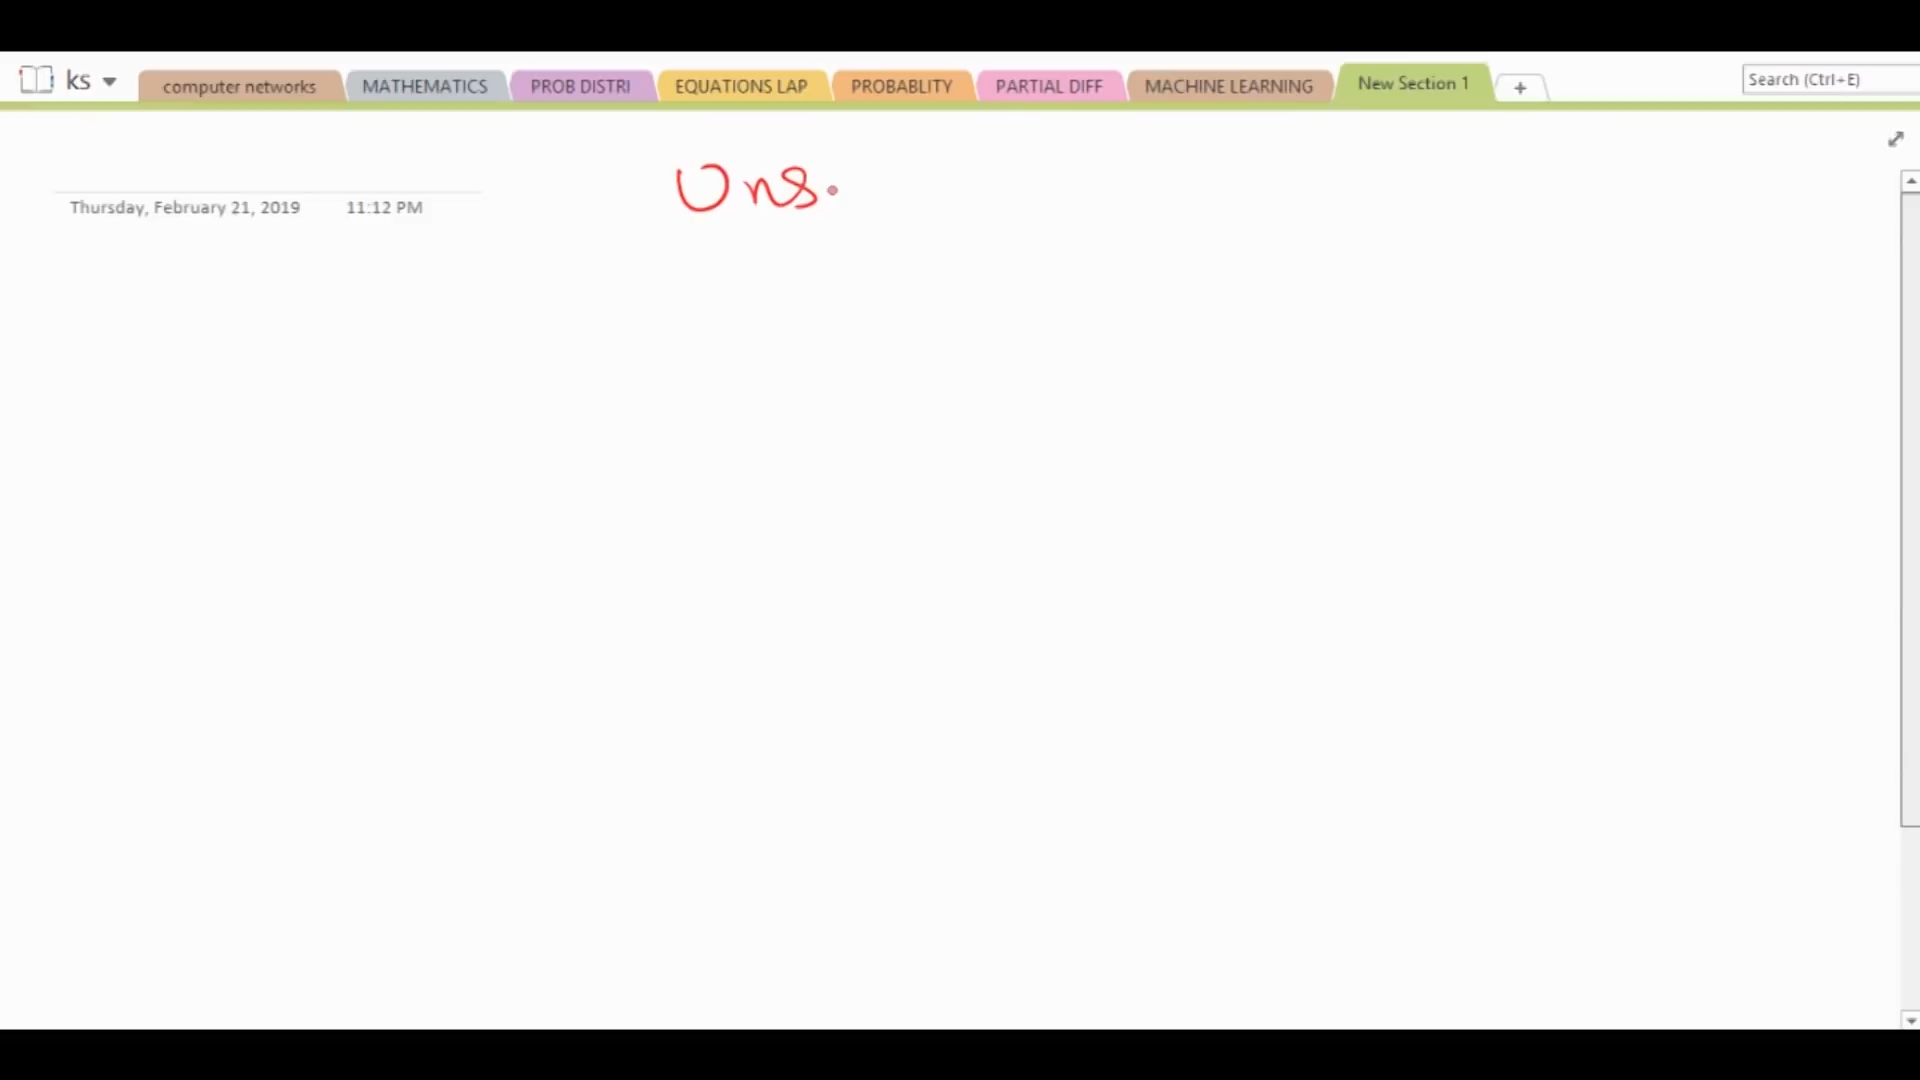 ks computer networks MATHEMATICS PROB DISTRI EQUATIONS LAP PROBABLITY PARTIAL DIFF MACHINE LEARNING New Section 1 + Search (Ctrl+E)
Uns
Thursday, February 21, 2019 11:12 PM